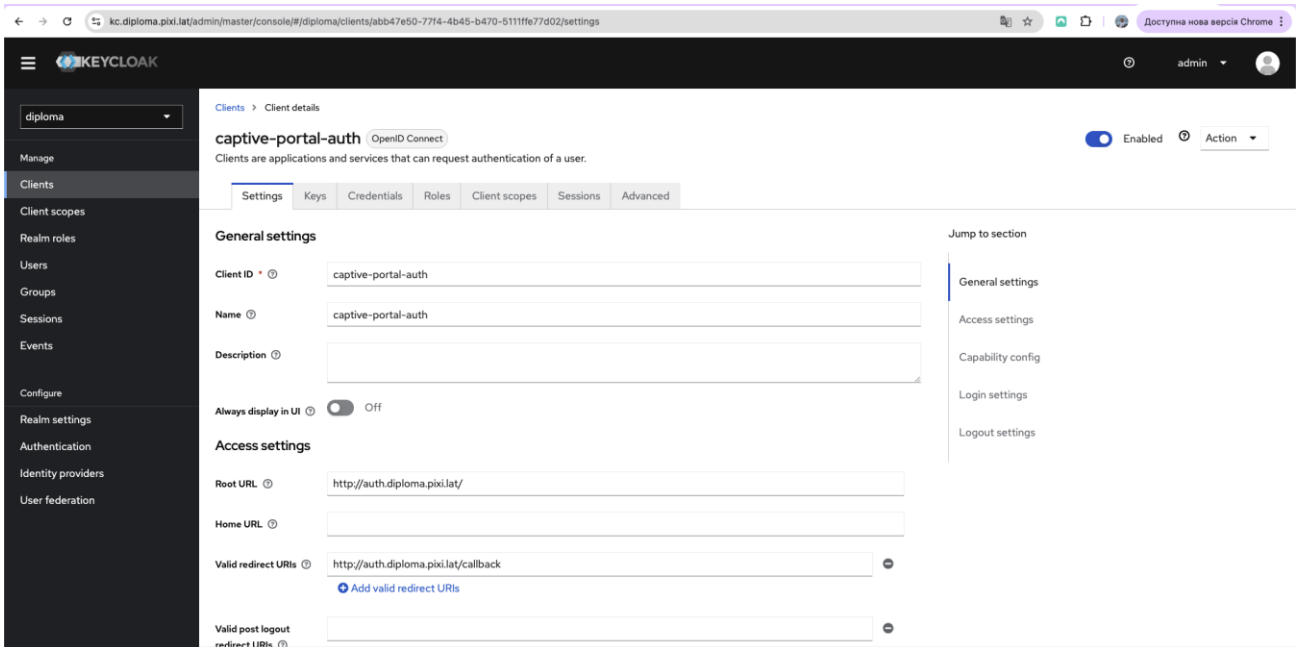 kc.diploma.pixi.lat/admin/master/console/#/diploma/clients/abb47e50-77f4-4b45-b470-5111ffe77d02/settings
Доступна нова версія Chrome
KEYCLOAK
admin
diploma
Manage
Clients
Client scopes
Realm roles
Users
Groups
Sessions
Events
Configure
Realm settings
Authentication
Identity providers
User federation
Clients > Client details
captive-portal-auth OpenID Connect
Enabled
Action
Clients are applications and services that can request authentication of a user.
Settings Keys Credentials Roles Client scopes Sessions Advanced
General settings
Client ID * captive-portal-auth
Name captive-portal-auth
Description
Always display in UI Off
Access settings
Root URL http://auth.diploma.pixi.lat/
Home URL
Valid redirect URIs http://auth.diploma.pixi.lat/callback
Add valid redirect URIs
Valid post logout
redirect URIs
Jump to section
General settings
Access settings
Capability config
Login settings
Logout settings